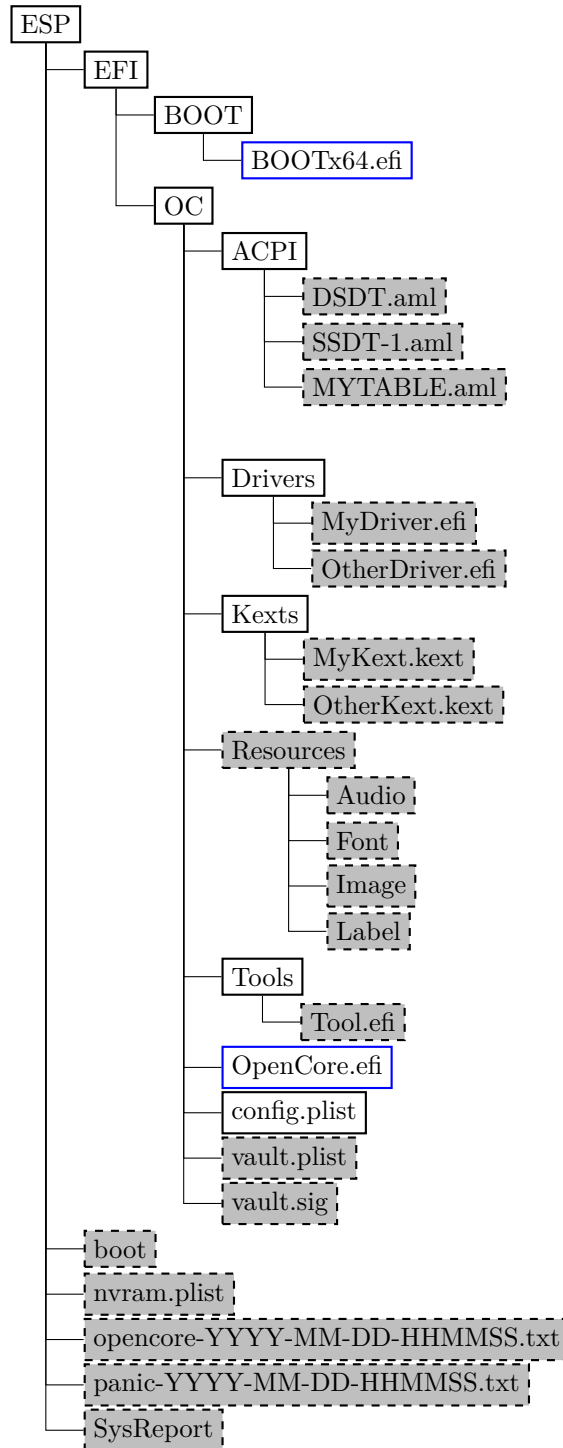 ESP
EFI
BOOT
BOOTx64.efi
OC
ACPI
DSDT.aml
SSDT-1.aml
MYTABLE.aml
Drivers
MyDriver.efi
OtherDriver.efi
Kexts
MyKext.kext
OtherKext.kext
Resources
Audio
Font
Image
Label
Tools
Tool.efi
OpenCore.efi
config.plist
vault.plist
vault.sig
boot
nvram.plist
opencore-YYYY-MM-DD-HHMMSS.txt
panic-YYYY-MM-DD-HHMMSS.txt
SysReport